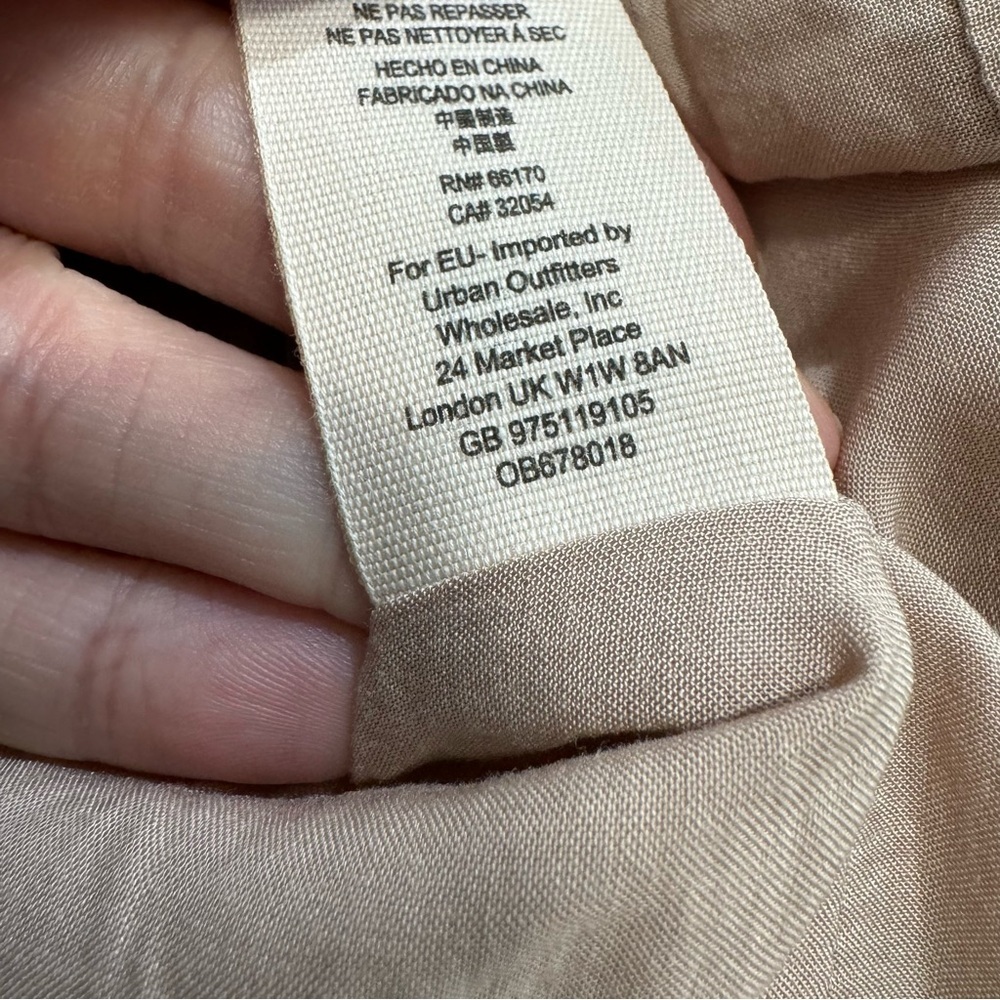 NE PAS REPASSER
NE PAS NETTOYER À SEC
HECHO EN CHINA
FABRICADO NA CHINA
中國制造
中国製
RN# 66170
CA# 32054
For EU- Imported by
Urban Outfitters
Wholesale, Inc
24 Market Place
London UK W1W 8AN
GB 975119105
OB678018